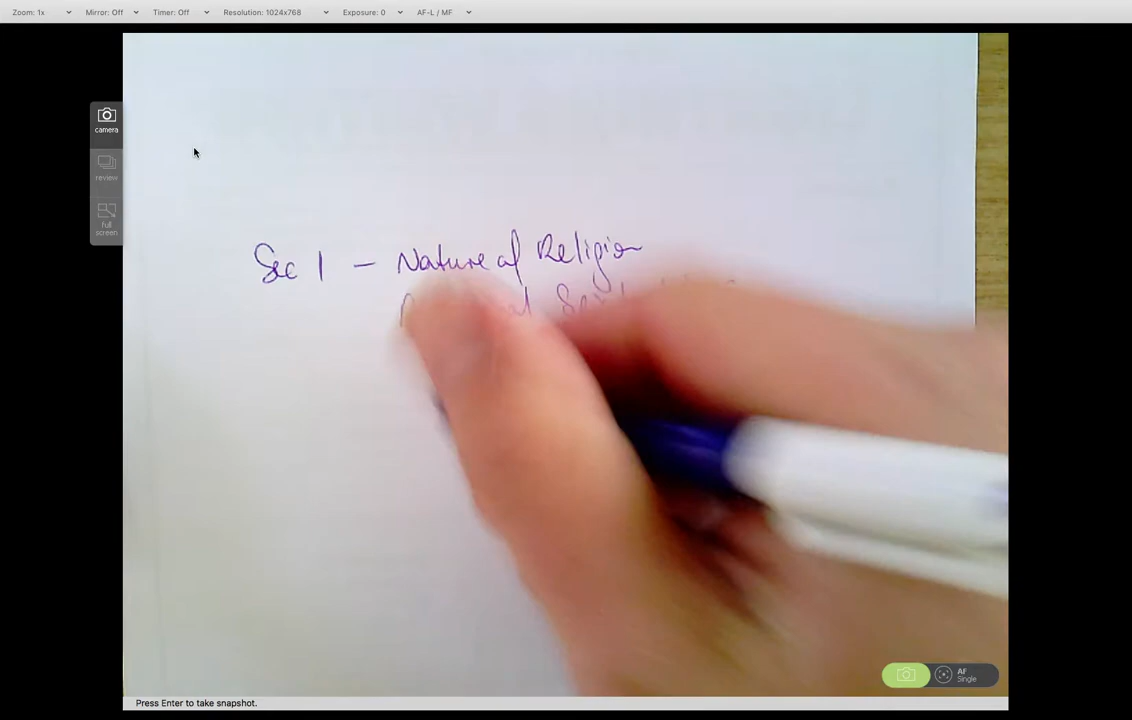 Zoom: 1x Mirror: Off Timer: Off Resolution: 1024x768 Exposure: 0 AF-L / MF
camera
review
full
screen
Sec 1 – Nature of Religion
AF
Single
Press Enter to take snapshot.